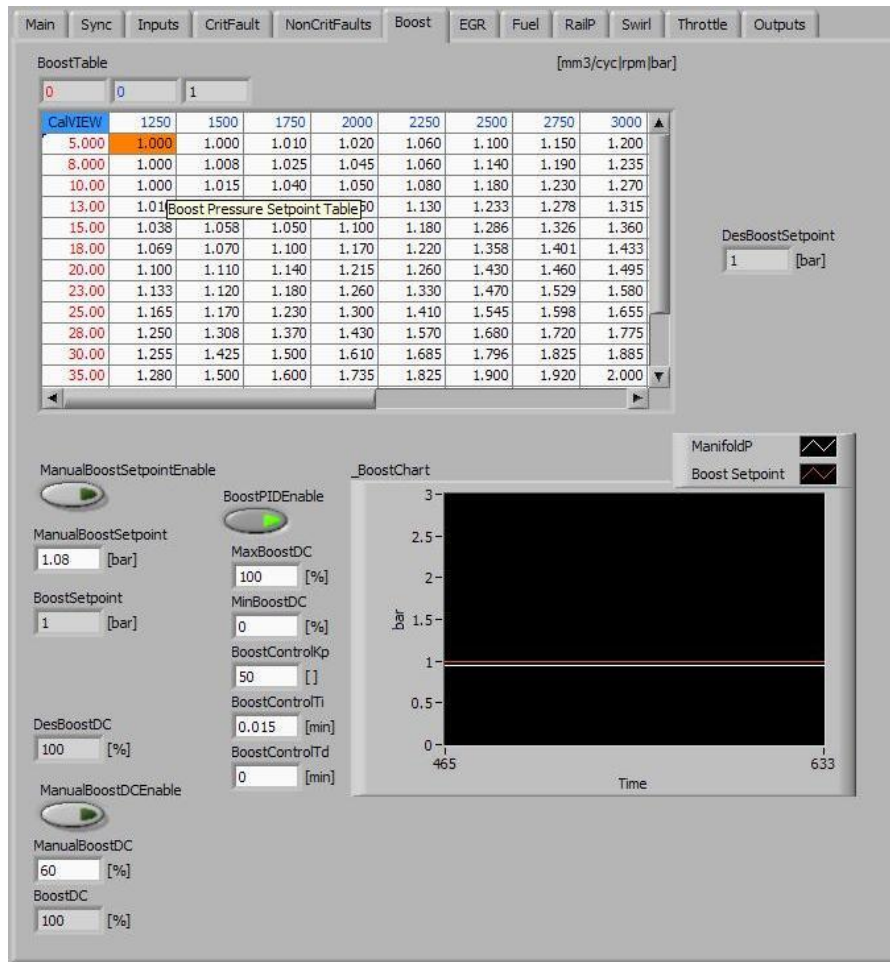 Main Sync Inputs CritFault NonCritFaults Boost EGR Fuel RailP Swirl Throttle Outputs
BoostTable [mm3/cyc|rpm|bar]
0 0 1
CalVIEW 1250 1500 1750 2000 2250 2500 2750 3000
5.000 1.000 1.000 1.010 1.020 1.060 1.100 1.150 1.200
8.000 1.000 1.008 1.025 1.045 1.060 1.140 1.190 1.235
10.00 1.000 1.015 1.040 1.050 1.080 1.180 1.230 1.270
13.00 Boost Pressure Setpoint Table 1.130 1.233 1.278 1.315
15.00 1.038 1.058 1.050 1.100 1.180 1.286 1.326 1.360
18.00 1.069 1.070 1.100 1.170 1.220 1.358 1.401 1.433
20.00 1.100 1.110 1.140 1.215 1.260 1.430 1.460 1.495
23.00 1.133 1.120 1.180 1.260 1.330 1.470 1.529 1.580
25.00 1.165 1.170 1.230 1.300 1.410 1.545 1.598 1.655
28.00 1.250 1.308 1.370 1.430 1.570 1.680 1.720 1.775
30.00 1.255 1.425 1.500 1.610 1.685 1.796 1.825 1.885
35.00 1.280 1.500 1.600 1.735 1.825 1.900 1.920 2.000
DesBoostSetpoint
1 [bar]
ManualBoostSetpointEnable
ManualBoostSetpoint
1.08 [bar]
BoostSetpoint
1 [bar]
DesBoostDC
100 [%]
ManualBoostDCEnable
ManualBoostDC
60 [%]
BoostDC
100 [%]
BoostPIDEnable
MaxBoostDC
100 [%]
MinBoostDC
0 [%]
BoostControlKp
50 []
BoostControlTi
0.015 [min]
BoostControlTd
0 [min]
_BoostChart
ManifoldP
Boost Setpoint
3
2.5
2
1.5
1
0.5
0
bar
465 633
Time